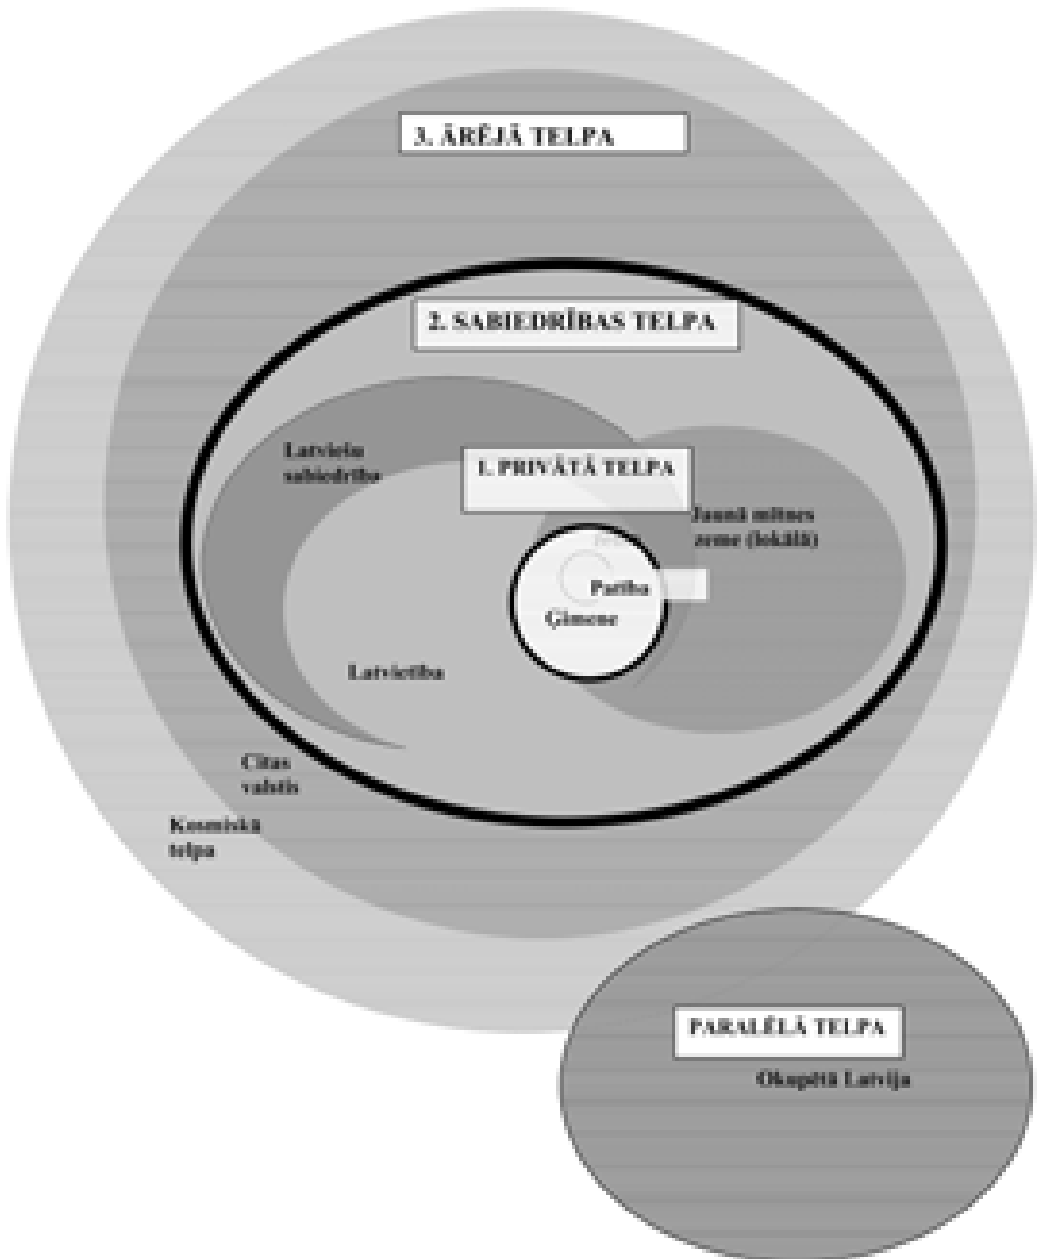 3. ĀRĒJĀ TELPA
2. SABIEDRĪBAS TELPA
Latviešu
sabiedrība
1. PRIVĀTĀ TELPA
Jaunā mītnes
zeme (lokālā)
Patība
Ģimene
Latvietība
Citas
valstis
Kosmiskā
telpa
PARALĒLĀ TELPA
Okupētā Latvija